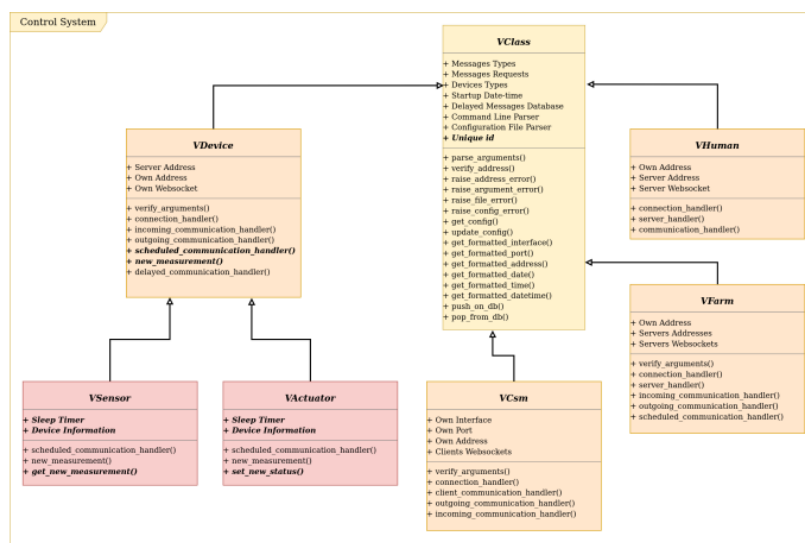 Control System
VClass
+ Messages Types
+ Messages Requests
+ Devices Types
+ Startup Date-time
+ Delayed Messages Database
+ Command Line Parser
+ Configuration File Parser
+ Unique id
+ parse_arguments()
+ verify_address()
+ raise_address_error()
+ raise_argument_error()
+ raise_file_error()
+ raise_config_error()
+ get_config()
+ update_config()
+ get_formatted_interface()
+ get_formatted_port()
+ get_formatted_address()
+ get_formatted_date()
+ get_formatted_time()
+ get_formatted_datetime()
+ push_on_db()
+ pop_from_db()
VDevice
+ Server Address
+ Own Address
+ Own Websocket
+ verify_arguments()
+ connection_handler()
+ incoming_communication_handler()
+ outgoing_communication_handler()
+ scheduled_communication_handler()
+ new_measurement()
+ delayed_communication_handler()
VHuman
+ Own Address
+ Server Address
+ Server Websocket
+ connection_handler()
+ server_handler()
+ communication_handler()
VFarm
+ Own Address
+ Servers Addresses
+ Servers Websockets
+ verify_arguments()
+ connection_handler()
+ server_handler()
+ incoming_communication_handler()
+ outgoing_communication_handler()
+ scheduled_communication_handler()
VSensor
+ Sleep Timer
+ Device Information
+ scheduled_communication_handler()
+ new_measurement()
+ get_new_measurement()
VActuator
+ Sleep Timer
+ Device Information
+ scheduled_communication_handler()
+ new_measurement()
+ set_new_status()
VCsm
+ Own Interface
+ Own Port
+ Own Address
+ Clients Websockets
+ verify_arguments()
+ connection_handler()
+ client_communication_handler()
+ outgoing_communication_handler()
+ incoming_communication_handler()